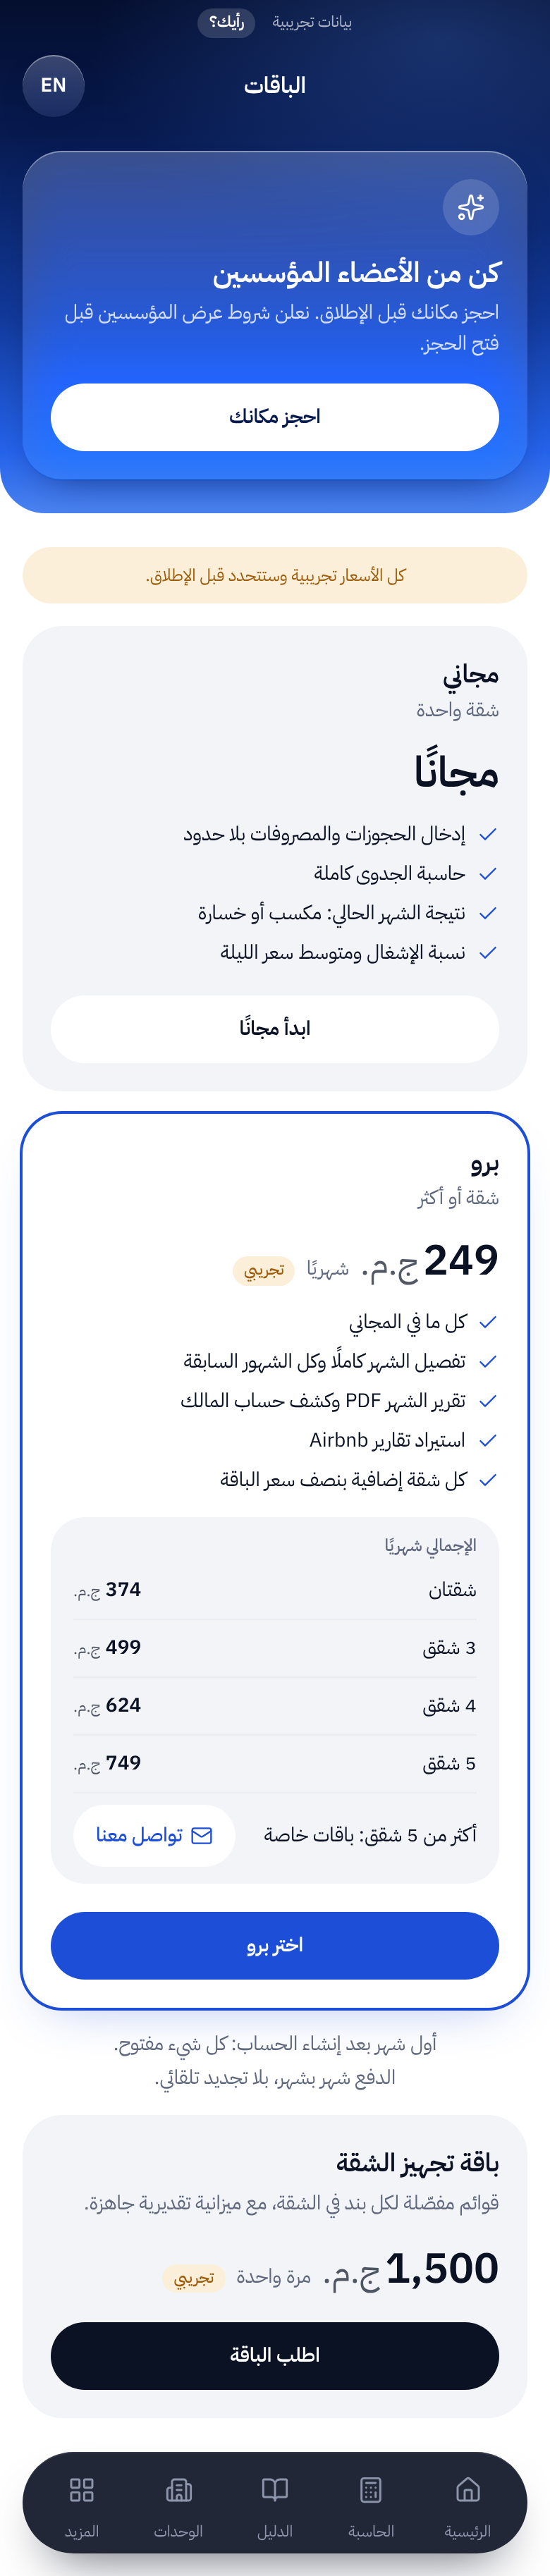 بيانات تجريبية رأيك؟
الباقات
EN
كن من الأعضاء المؤسسين
احجز مكانك قبل الإطلاق. نعلن شروط عرض المؤسسين قبل
فتح الحجز.
احجز مكانك
كل الأسعار تجريبية وستتحدد قبل الإطلاق.
مجاني
شقة واحدة
مجانًا
إدخال الحجوزات والمصروفات بلا حدود
حاسبة الجدوى كاملة
نتيجة الشهر الحالي: مكسب أو خسارة
نسبة الإشغال ومتوسط سعر الليلة
ابدأ مجانًا
برو
شقة أو أكثر
249 ج.م. شهريًا تجريبي
كل ما في المجاني
تفصيل الشهر كاملًا وكل الشهور السابقة
تقرير الشهر PDF وكشف حساب المالك
استيراد تقارير Airbnb
كل شقة إضافية بنصف سعر الباقة
الإجمالي شهريًا
شقتان 374 ج.م.
3 شقق 499 ج.م.
4 شقق 624 ج.م.
5 شقق 749 ج.م.
أكثر من 5 شقق: باقات خاصة تواصل معنا
اختر برو
أول شهر بعد إنشاء الحساب: كل شيء مفتوح.
الدفع شهر بشهر، بلا تجديد تلقائي.
باقة تجهيز الشقة
قوائم مفصّلة لكل بند في الشقة، مع ميزانية تقديرية جاهزة.
1,500 ج.م. مرة واحدة تجريبي
اطلب الباقة
الرئيسية الحاسبة الدليل الوحدات المزيد